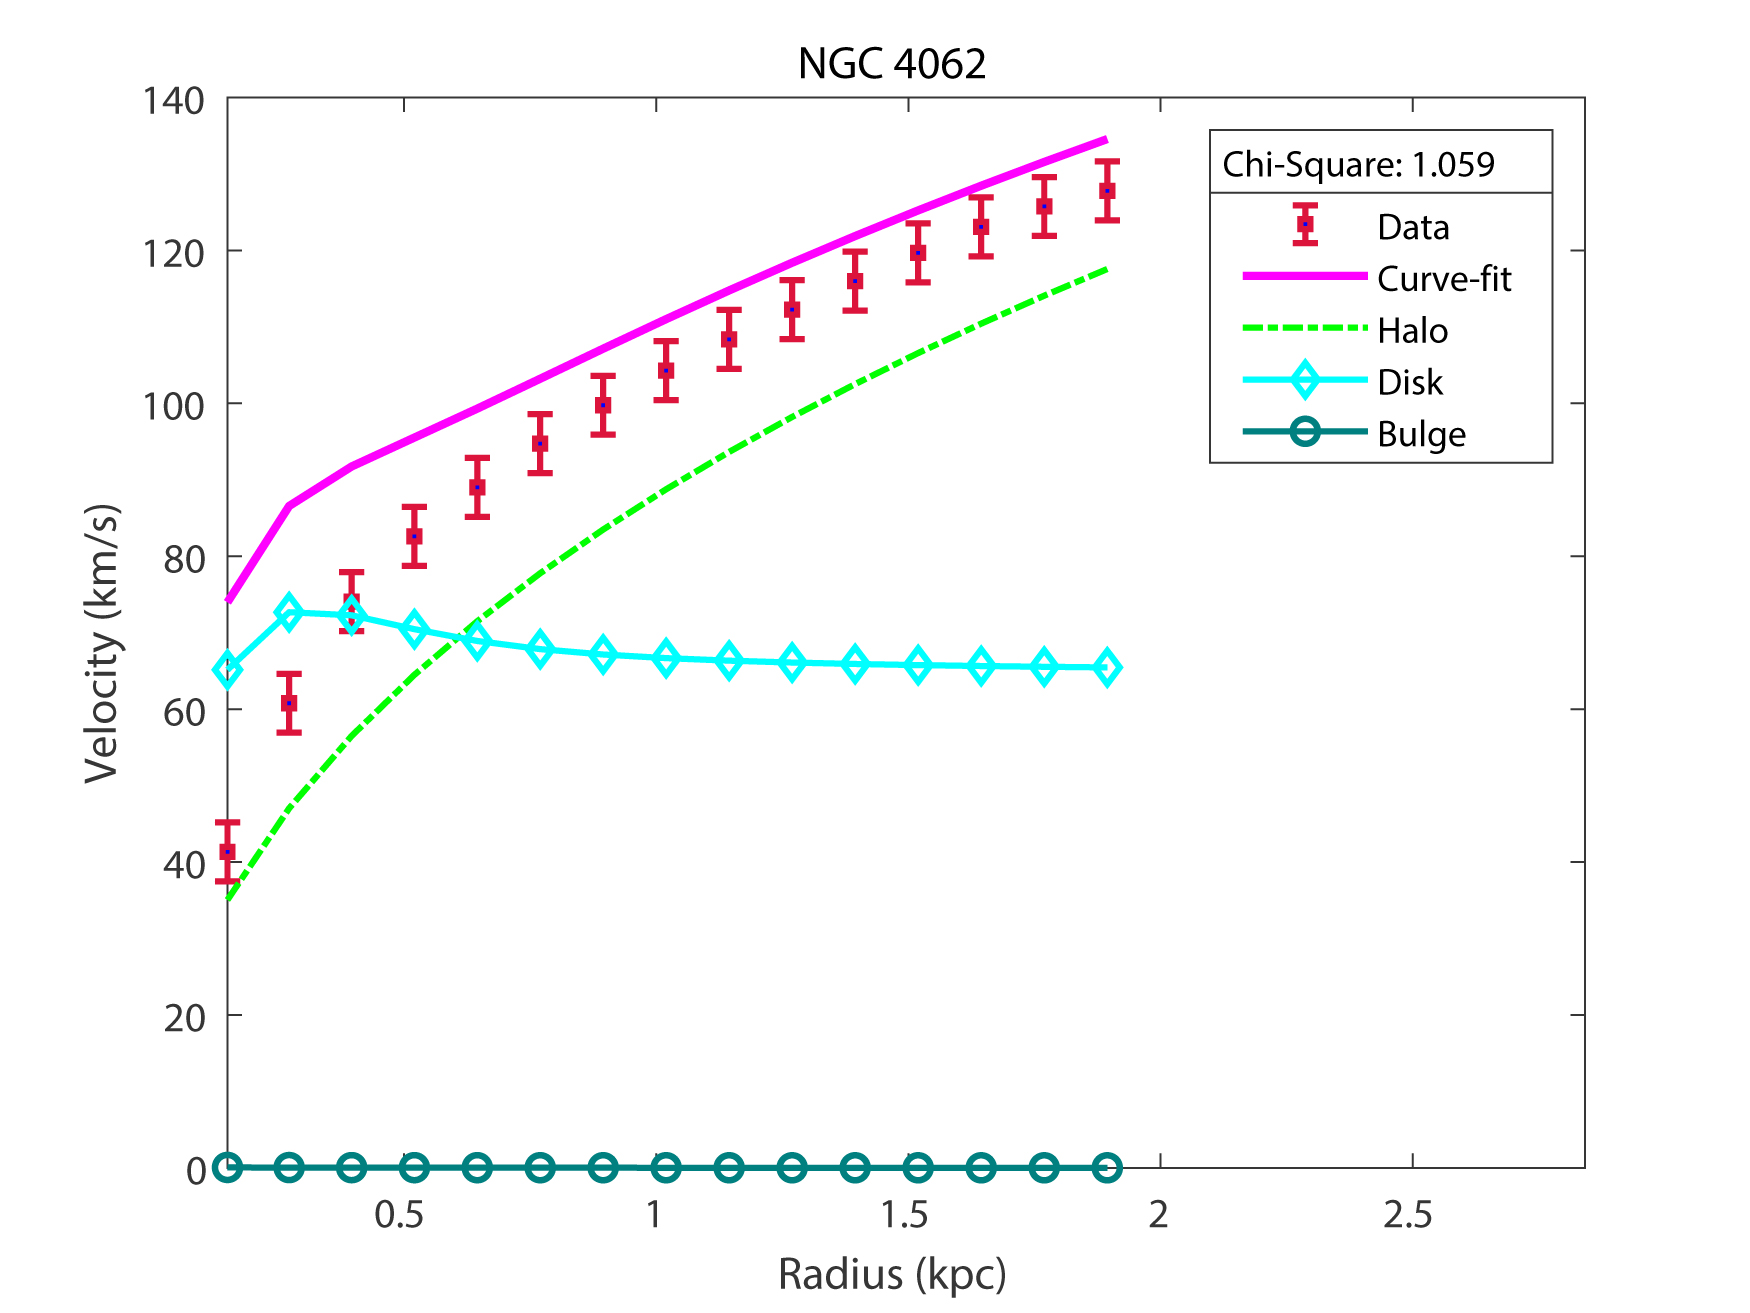 NGC 4062
140
120
100
80
60
40
20
0
Velocity (km/s)
Chi-Square: 1.059
Data
Curve-fit
Halo
Disk
Bulge
0.5 1 1.5 2 2.5
Radius (kpc)